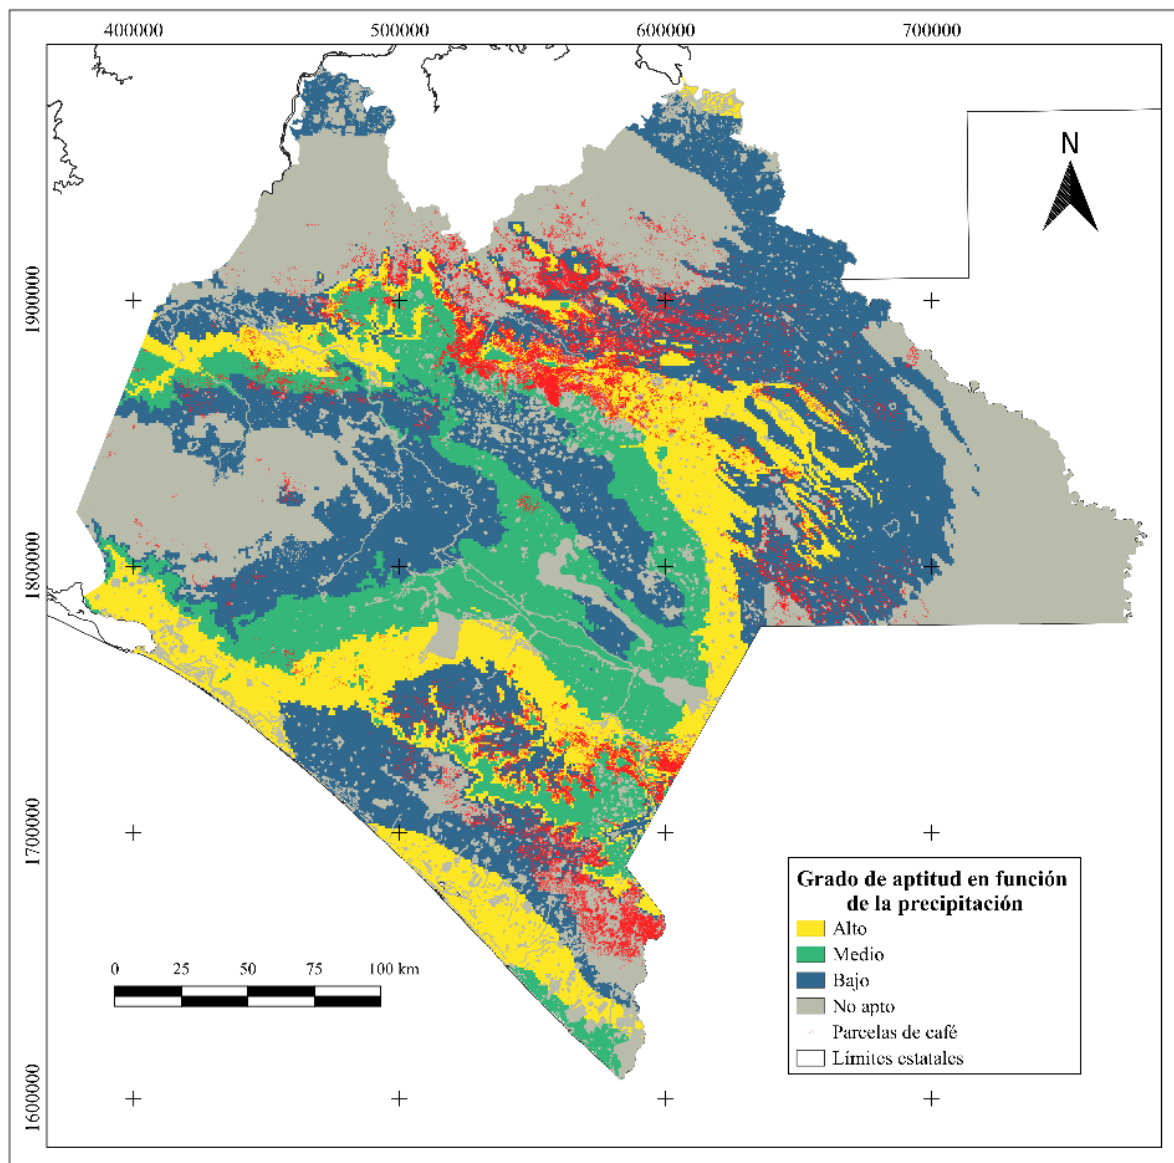 400000 500000 600000 700000
N
1900000
1800000
1700000
1600000
Grado de aptitud en función
de la precipitación
Alto
Medio
Bajo
No apto
Parcelas de café
Límites estatales
0 25 50 75 100 km